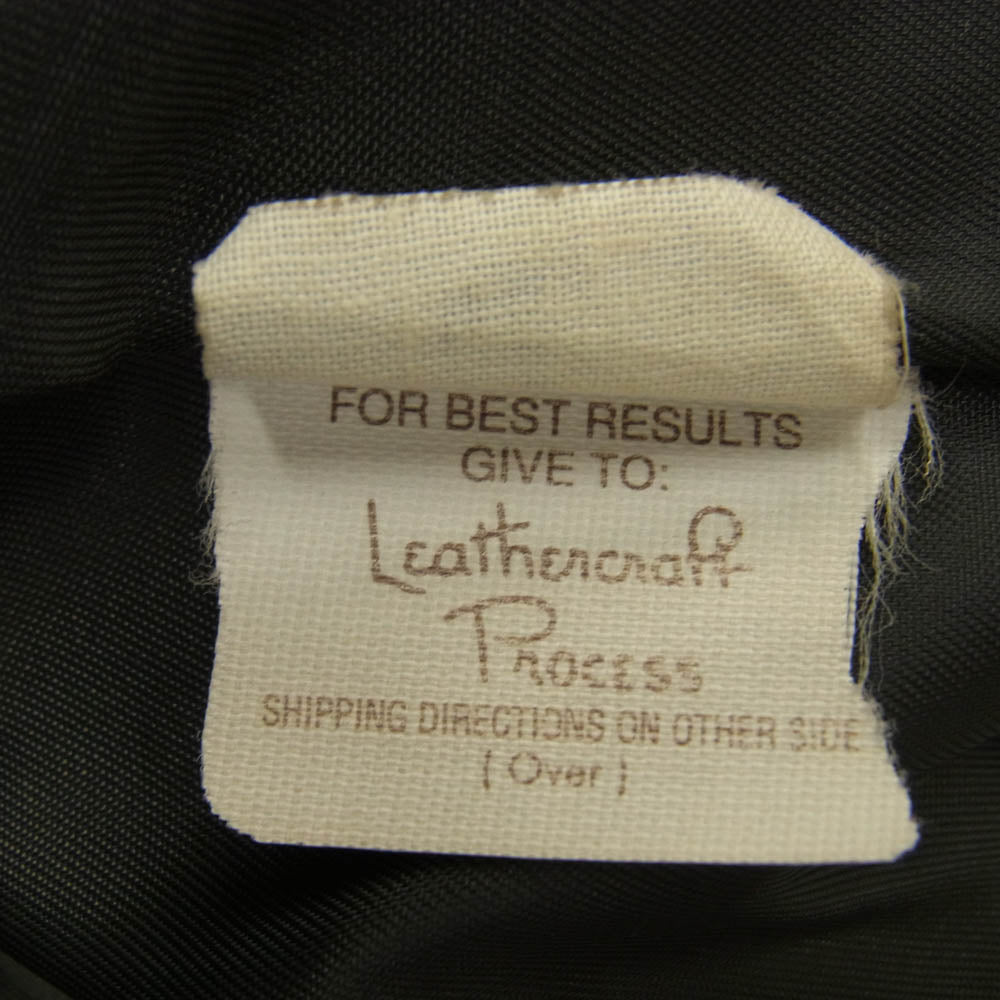 FOR BEST RESULTS
GIVE TO:
Leathercraft
Process
SHIPPING DIRECTIONS ON OTHER SIDE
( Over )